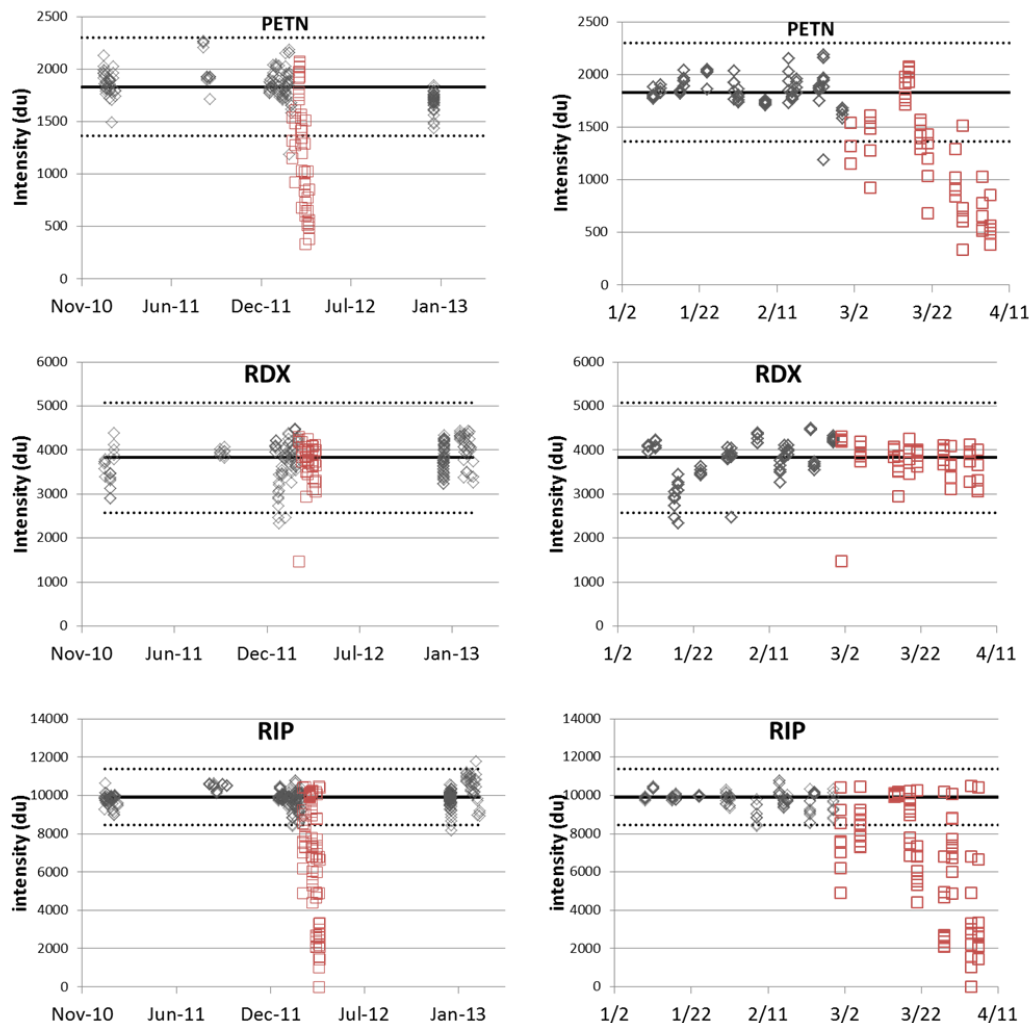 PETN
Intensity (du)
2500
2000
1500
1000
500
0
Nov-10 Jun-11 Dec-11 Jul-12 Jan-13
PETN
Intensity (du)
2500
2000
1500
1000
500
0
1/2 1/22 2/11 3/2 3/22 4/11
RDX
Intensity (du)
6000
5000
4000
3000
2000
1000
0
Nov-10 Jun-11 Dec-11 Jul-12 Jan-13
RDX
Intensity (du)
6000
5000
4000
3000
2000
1000
0
1/2 1/22 2/11 3/2 3/22 4/11
RIP
intensity (du)
14000
12000
10000
8000
6000
4000
2000
0
Nov-10 Jun-11 Dec-11 Jul-12 Jan-13
RIP
intensity (du)
14000
12000
10000
8000
6000
4000
2000
0
1/2 1/22 2/11 3/2 3/22 4/11